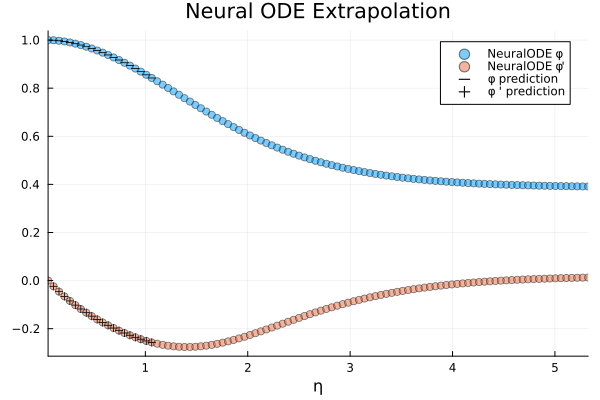 Neural ODE Extrapolation
NeuralODE φ
NeuralODE φ'
φ prediction
φ ' prediction
1.0
0.8
0.6
0.4
0.2
0.0
−0.2
1
2
3
4
5
η